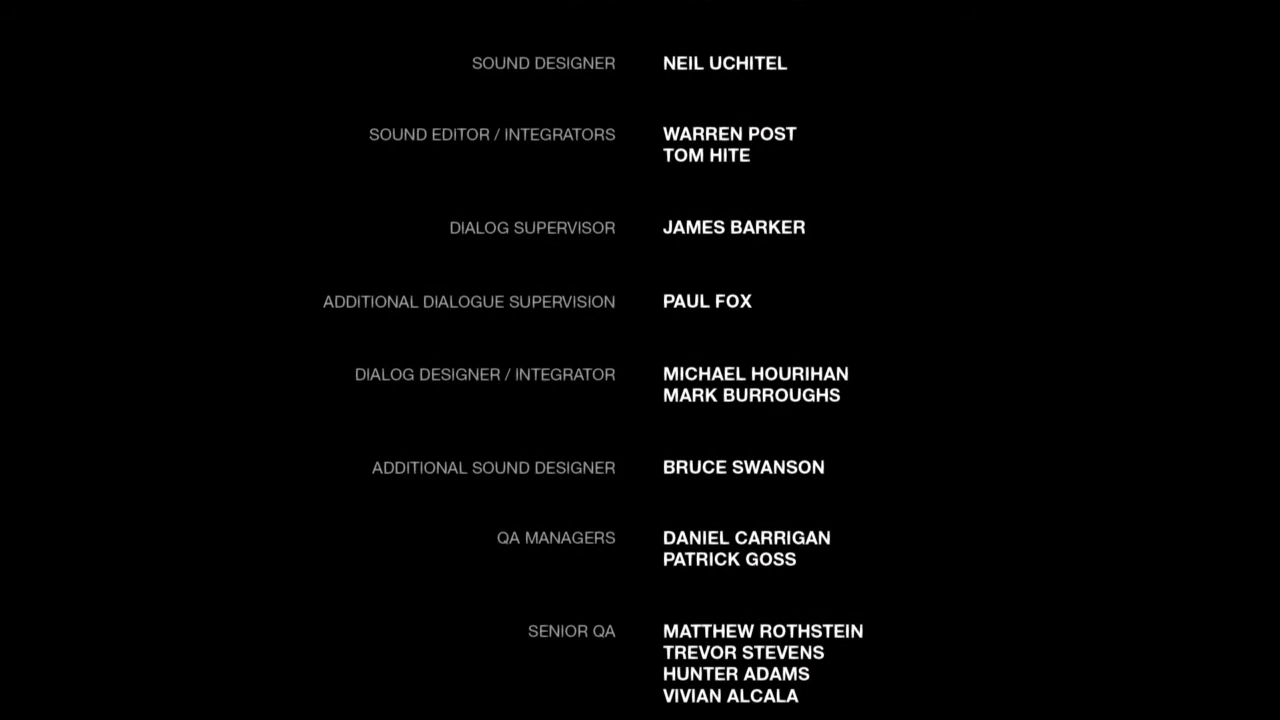 SOUND DESIGNER NEIL UCHITEL
SOUND EDITOR / INTEGRATORS WARREN POST
TOM HITE
DIALOG SUPERVISOR JAMES BARKER
ADDITIONAL DIALOGUE SUPERVISION PAUL FOX
DIALOG DESIGNER / INTEGRATOR MICHAEL HOURIHAN
MARK BURROUGHS
ADDITIONAL SOUND DESIGNER BRUCE SWANSON
QA MANAGERS DANIEL CARRIGAN
PATRICK GOSS
SENIOR QA MATTHEW ROTHSTEIN
TREVOR STEVENS
HUNTER ADAMS
VIVIAN ALCALA